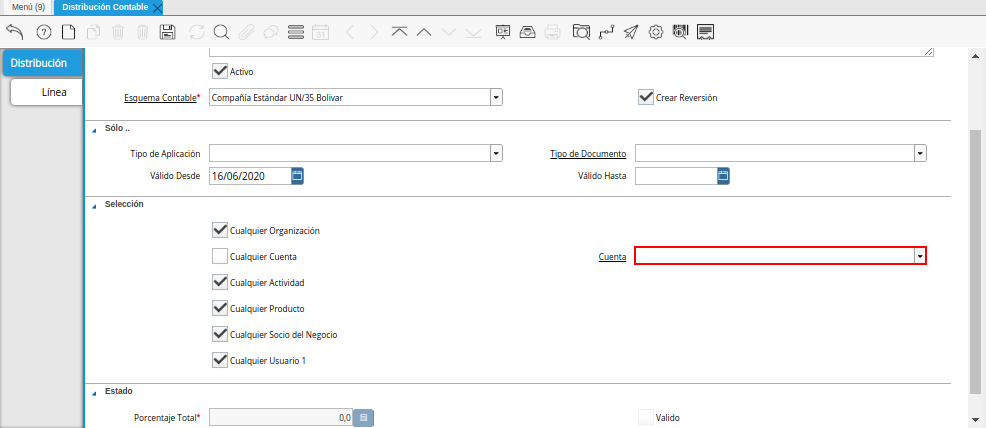 Menú (9) Distribución Contable
Distribución
Línea
Activo
Esquema Contable* Compañía Estándar UN/35 Bolivar Crear Reversión
Sólo ..
Tipo de Aplicación Tipo de Documento
Válido Desde 16/06/2020 Válido Hasta
Selección
Cualquier Organización
Cualquier Cuenta Cuenta
Cualquier Actividad
Cualquier Producto
Cualquier Socio del Negocio
Cualquier Usuario 1
Estado
Porcentaje Total* 0,0 Valido